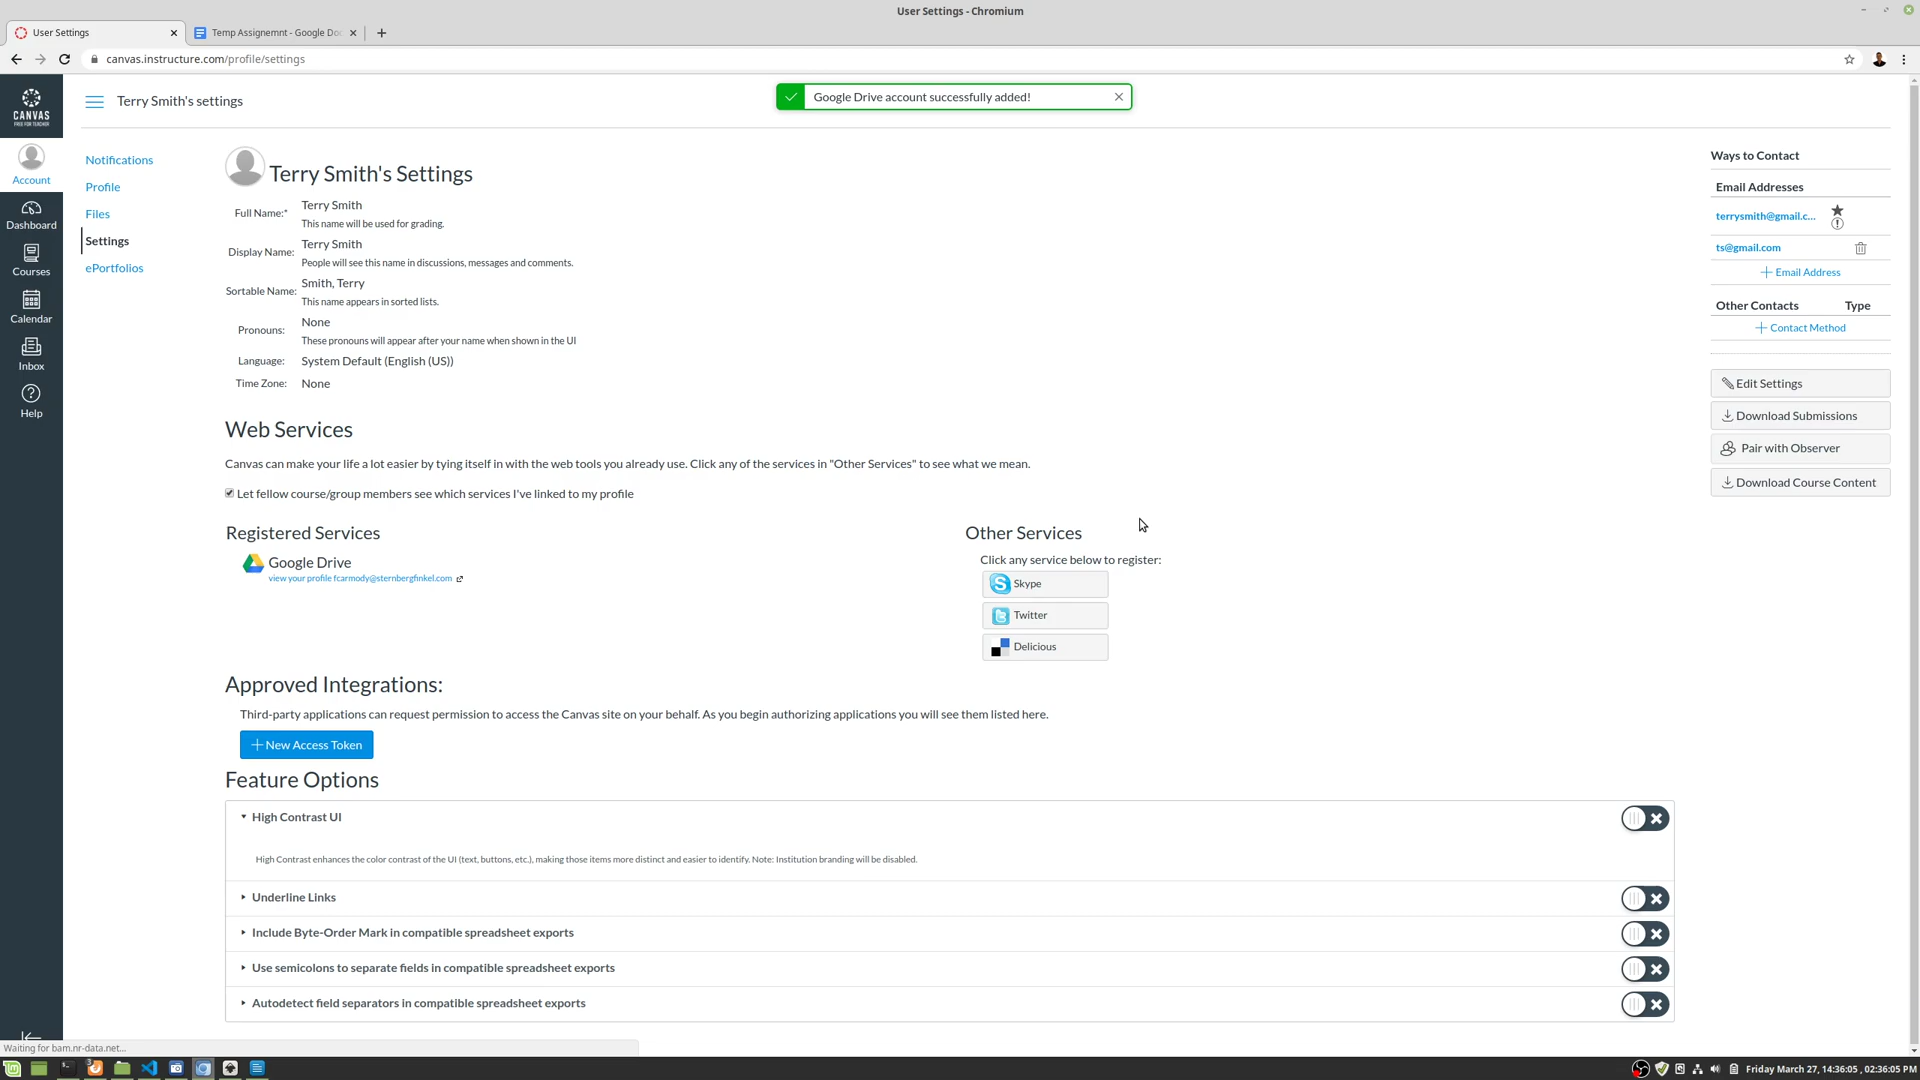 User Settings - Chromium
User Settings
Temp Assignemnt - Google Doc
canvas.instructure.com/profile/settings
CANVAS
FREE FOR TEACHER
Account
Dashboard
Courses
Calendar
Inbox
Help
Terry Smith's settings
Google Drive account successfully added!
Notifications
Profile
Files
Settings
ePortfolios
Terry Smith's Settings
Full Name:* Terry Smith
This name will be used for grading.
Display Name: Terry Smith
People will see this name in discussions, messages and comments.
Sortable Name: Smith, Terry
This name appears in sorted lists.
Pronouns: None
These pronouns will appear after your name when shown in the UI
Language: System Default (English (US))
Time Zone: None
Web Services
Canvas can make your life a lot easier by tying itself in with the web tools you already use. Click any of the services in "Other Services" to see what we mean.
Let fellow course/group members see which services I've linked to my profile
Registered Services
Google Drive
view your profile fcarmody@sternbergfinkel.com
Other Services
Click any service below to register:
Skype
Twitter
Delicious
Approved Integrations:
Third-party applications can request permission to access the Canvas site on your behalf. As you begin authorizing applications you will see them listed here.
New Access Token
Feature Options
High Contrast UI
High Contrast enhances the color contrast of the UI (text, buttons, etc.), making those items more distinct and easier to identify. Note: Institution branding will be disabled.
Underline Links
Include Byte-Order Mark in compatible spreadsheet exports
Use semicolons to separate fields in compatible spreadsheet exports
Autodetect field separators in compatible spreadsheet exports
Ways to Contact
Email Addresses
terrysmith@gmail.c...
ts@gmail.com
Email Address
Other Contacts Type
Contact Method
Edit Settings
Download Submissions
Pair with Observer
Download Course Content
Waiting for bam.nr-data.net...
Friday March 27, 14:36:05 , 02:36:05 PM